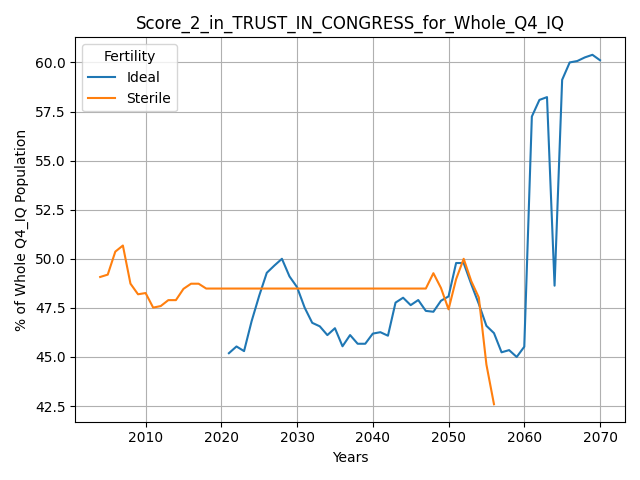 Score_2_in_TRUST_IN_CONGRESS_for_Whole_Q4_IQ
Fertility
Ideal
Sterile
% of Whole Q4_IQ Population
60.0
57.5
55.0
52.5
50.0
47.5
45.0
42.5
2010
2020
2030
2040
2050
2060
2070
Years